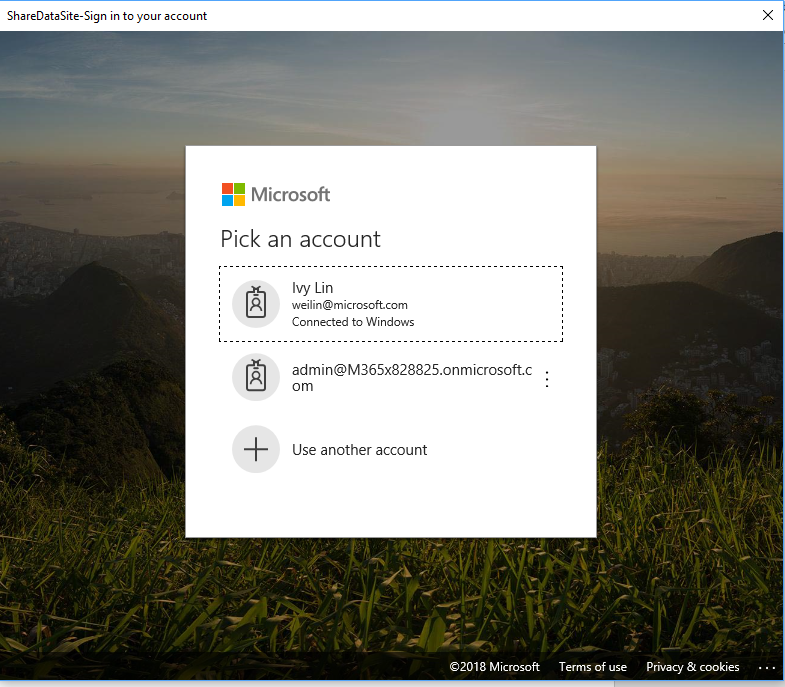 ShareDataSite-Sign in to your account
Microsoft
Pick an account
Ivy Lin
weilin@microsoft.com
Connected to Windows
admin@M365x828825.onmicrosoft.c
om
Use another account
©2018 Microsoft Terms of use Privacy & cookies ...